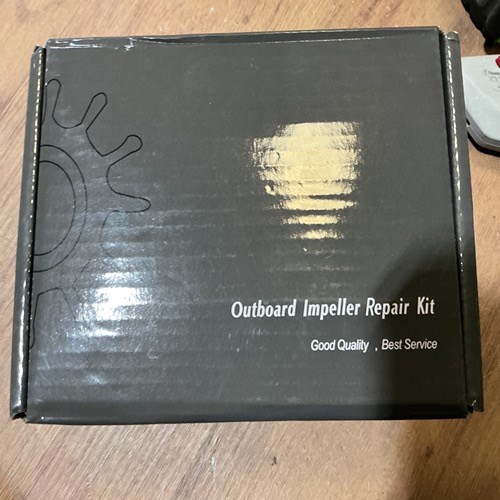 Outboard Impeller Repair Kit
Good Quality , Best Service